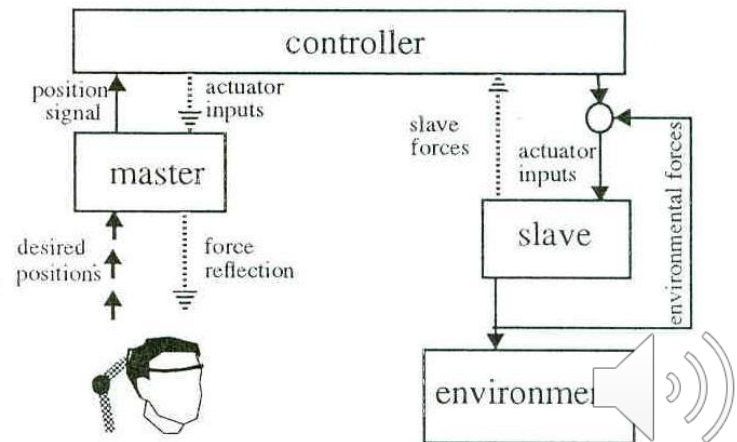 controller
position
signal
actuator
inputs
slave
forces
actuator
inputs
environmental forces
master
slave
desired
positions
force
reflection